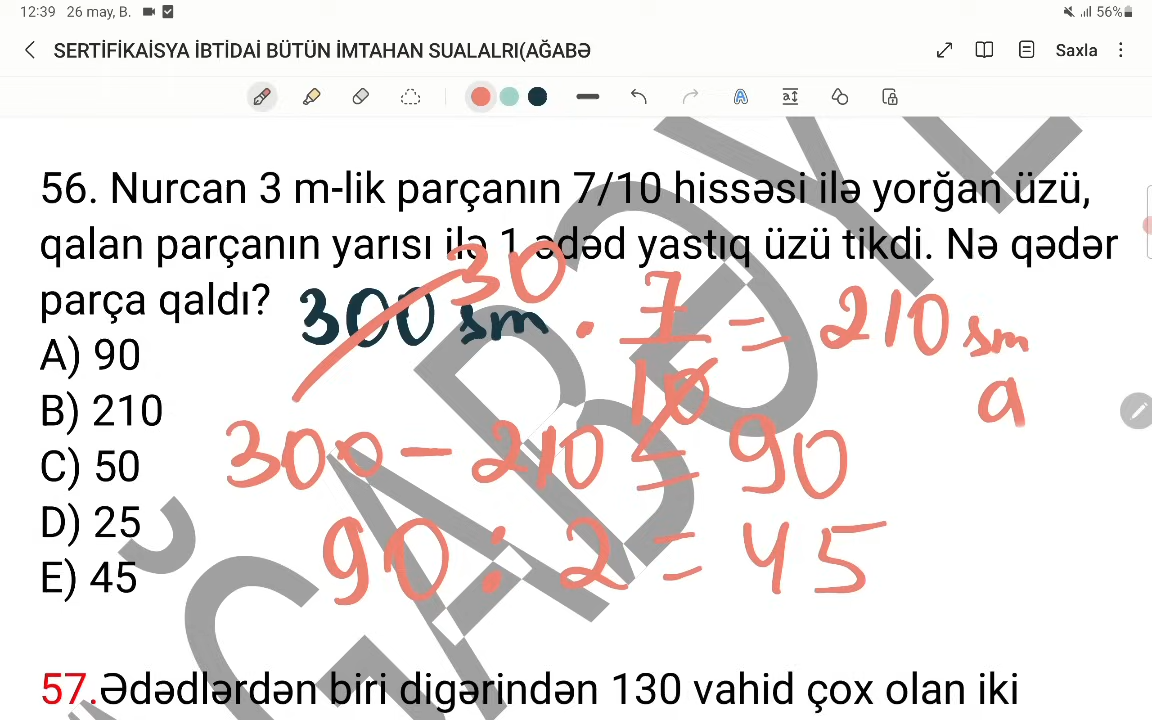 12:39 26 may, B. 56%
SERTİFİKAİSYA İBTİDAİ BÜTÜN İMTAHAN SUALALRI(AĞABƏ Saxla
56. Nurcan 3 m-lik parçanın 7/10 hissəsi ilə yorğan üzü,
qalan parçanın yarısı ilə 1 ədəd yastıq üzü tikdi. Nə qədər
parça qaldı?
30
300 sm · 7/10 = 210 sm
a
A) 90
B) 210
300 - 210 = 90
C) 50
D) 25
90 : 2 = 45
E) 45
57.Ədədlərdən biri digərindən 130 vahid çox olan iki